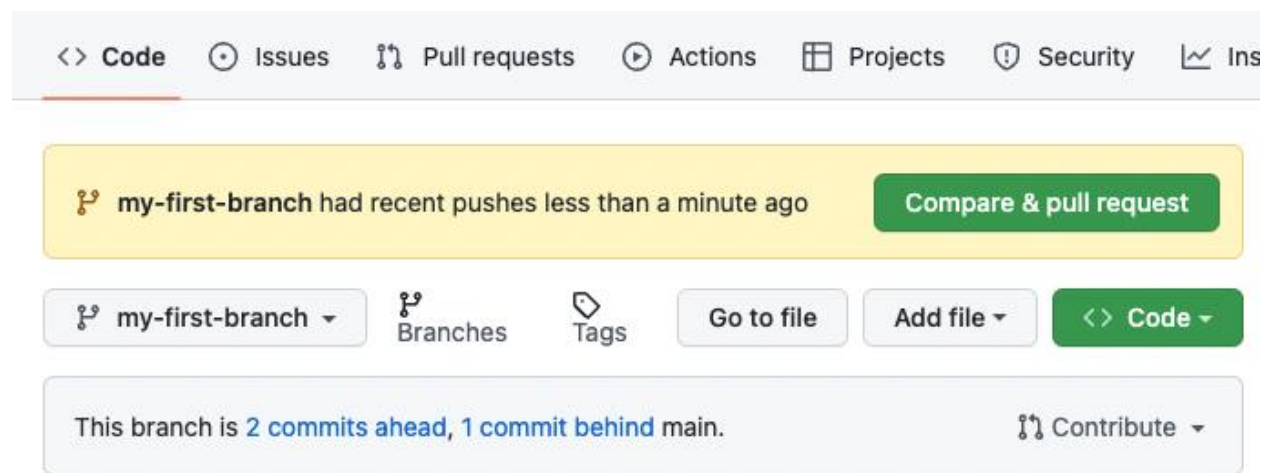 Code Issues Pull requests Actions Projects Security Ins
my-first-branch had recent pushes less than a minute ago Compare & pull request
my-first-branch Branches Tags Go to file Add file Code
This branch is 2 commits ahead, 1 commit behind main. Contribute